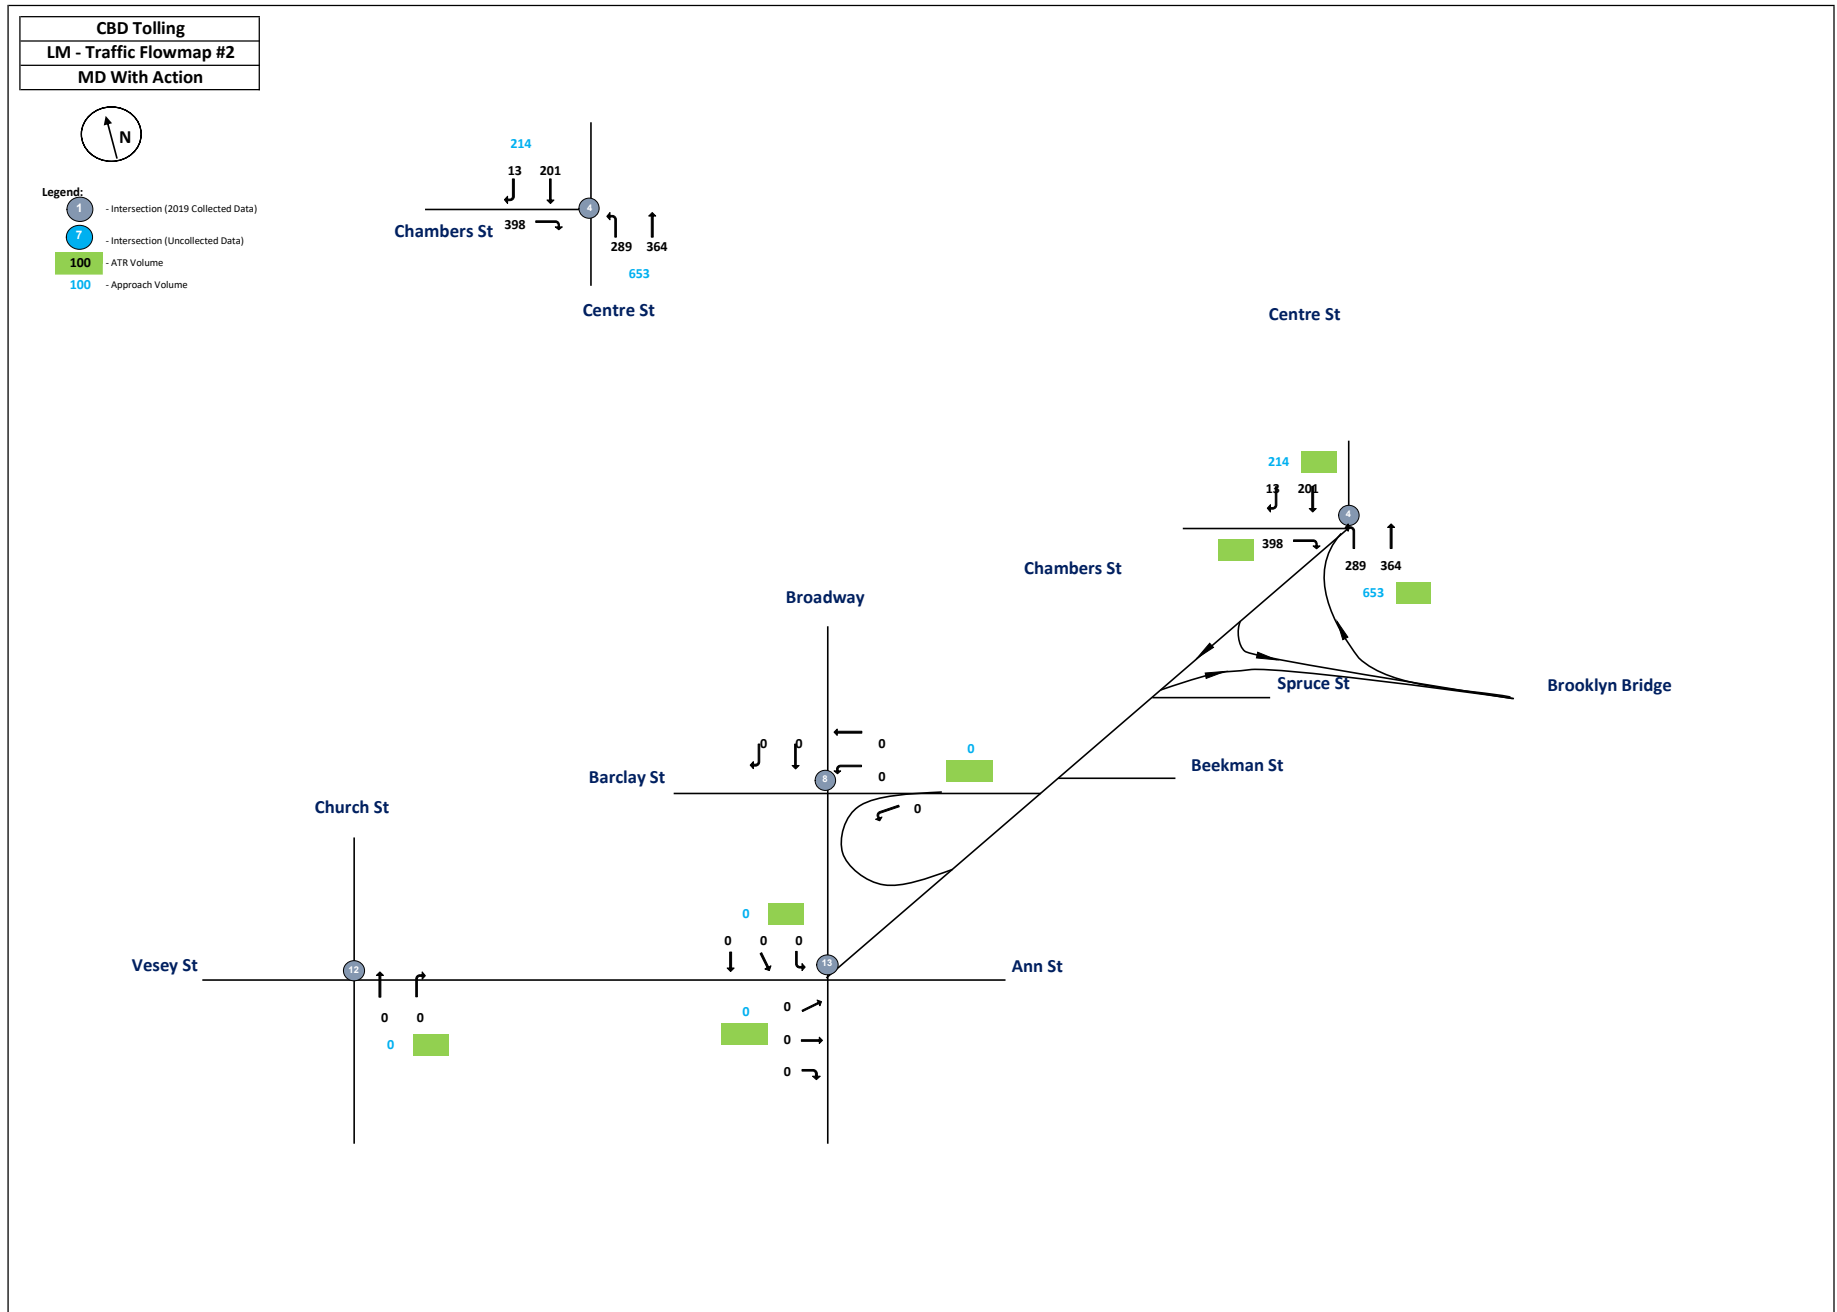 CBD Tolling
LM - Traffic Flowmap #2
MD With Action
N
Legend:
1 - Intersection (2019 Collected Data)
7 - Intersection (Uncollected Data)
100 - ATR Volume
100 - Approach Volume
214
13 201
4
Chambers St 398
289 364
653
Centre St
Centre St
214
13 201
4
398
Chambers St
289 364
653
Broadway
Spruce St
Brooklyn Bridge
0 0 0
0
Beekman St
Barclay St
8
0
Church St
0
0
0 0 0
Vesey St
12
13
Ann St
0
0
0 0
0
0
0